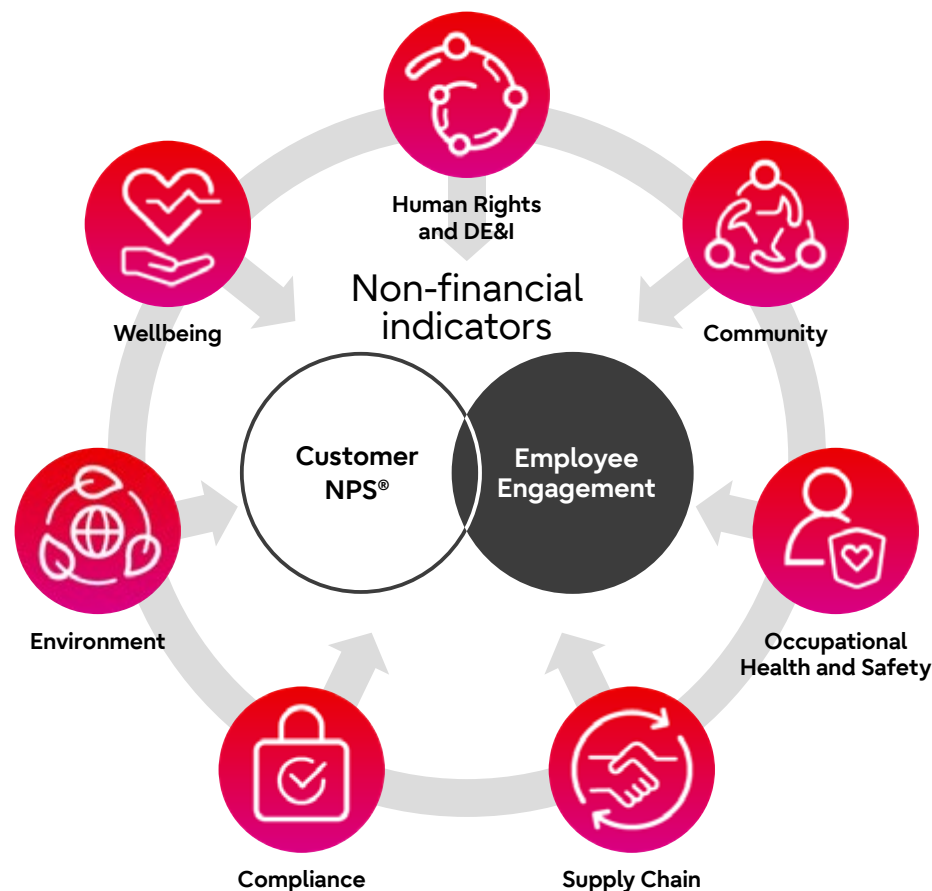 Human Rights
and DE&I
Wellbeing
Community
Non-financial
indicators
Customer
NPS®
Employee
Engagement
Environment
Occupational
Health and Safety
Compliance
Supply Chain